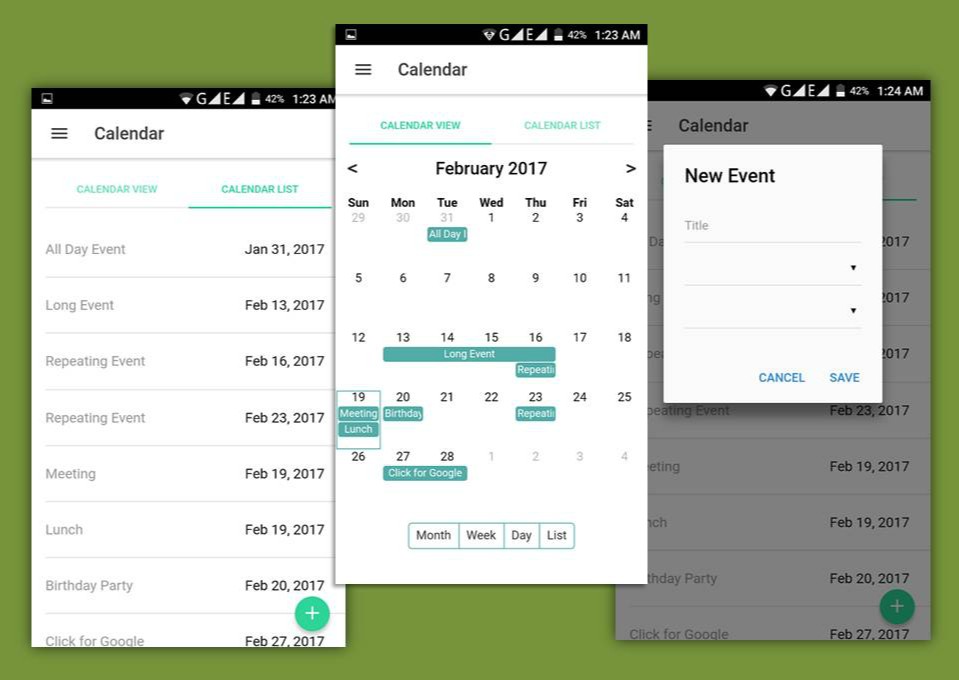 42% 1:23 AM
Calendar
CALENDAR VIEW CALENDAR LIST
All Day Event Jan 31, 2017
Long Event Feb 13, 2017
Repeating Event Feb 16, 2017
Repeating Event Feb 23, 2017
Meeting Feb 19, 2017
Lunch Feb 19, 2017
Birthday Party Feb 20, 2017
+
Click for Google Feb 27, 2017
G E 42% 1:23 AM
Calendar
CALENDAR VIEW CALENDAR LIST
< February 2017 >
Sun Mon Tue Wed Thu Fri Sat
29 30 31 1 2 3 4
All Day
5 6 7 8 9 10 11
12 13 14 15 16 17 18
Long Event
Repeati
19 20 21 22 23 24 25
Meeting Birthday Repeati
Lunch
26 27 28 1 2 3 4
Click for Google
Month Week Day List
G E 42% 1:24 AM
Calendar
New Event
Title
CANCEL SAVE
2017
2017
2017
peating Event Feb 23, 2017
eting Feb 19, 2017
nch Feb 19, 2017
thday Party Feb 20, 2017
+
Click for Google Feb 27, 2017